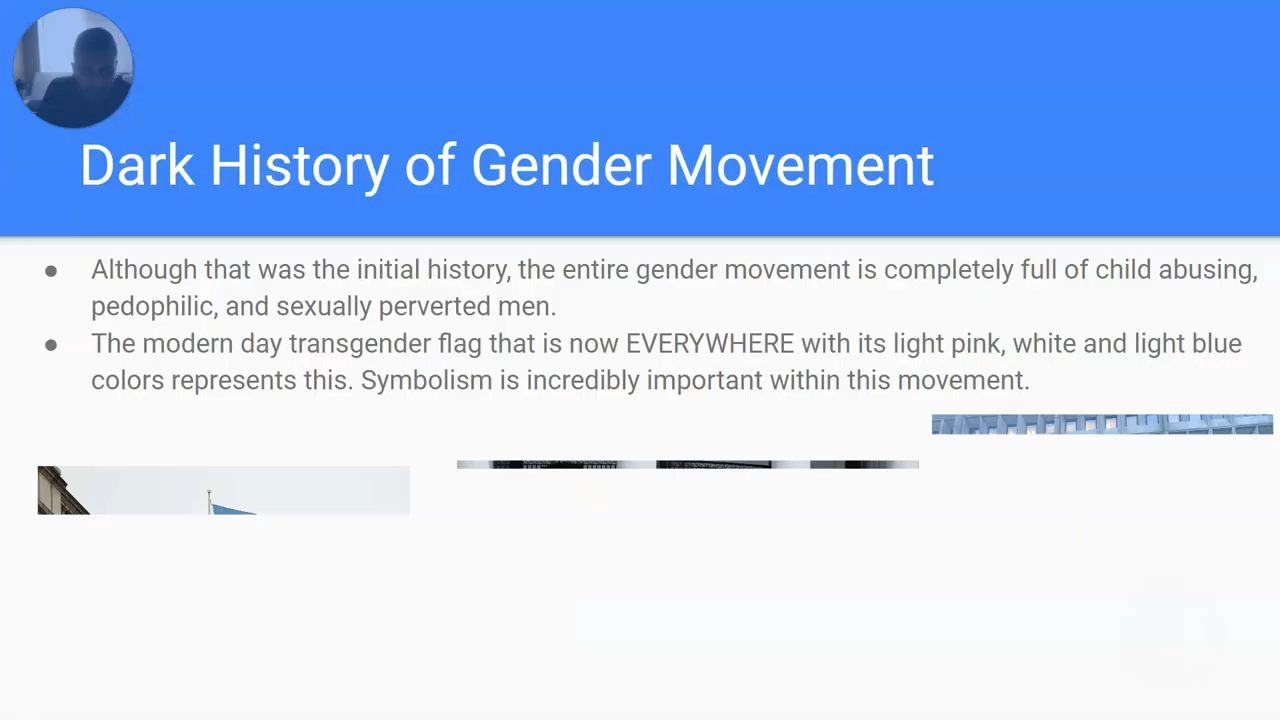 Dark History of Gender Movement
● Although that was the initial history, the entire gender movement is completely full of child abusing,
pedophilic, and sexually perverted men.
● The modern day transgender flag that is now EVERYWHERE with its light pink, white and light blue
colors represents this. Symbolism is incredibly important within this movement.